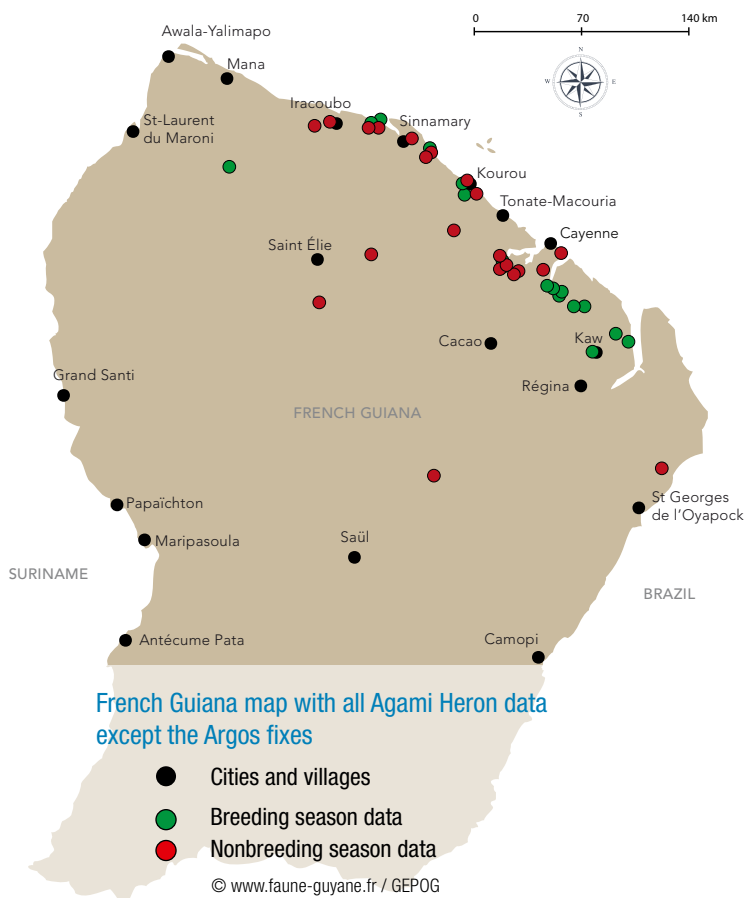 0 70 140 km
N
W E
S
Awala-Yalimapo
Mana
Iracoubo
Sinnamary
St-Laurent
du Maroni
Kourou
Tonate-Macouria
Cayenne
Saint Élie
Cacao
Kaw
Grand Santi
Régina
FRENCH GUIANA
Papaïchton
St Georges
de l'Oyapock
Maripasoula
Saül
SURINAME
BRAZIL
Antécume Pata
Camopi
French Guiana map with all Agami Heron data
except the Argos fixes
Cities and villages
Breeding season data
Nonbreeding season data
© www.faune-guyane.fr / GEPOG